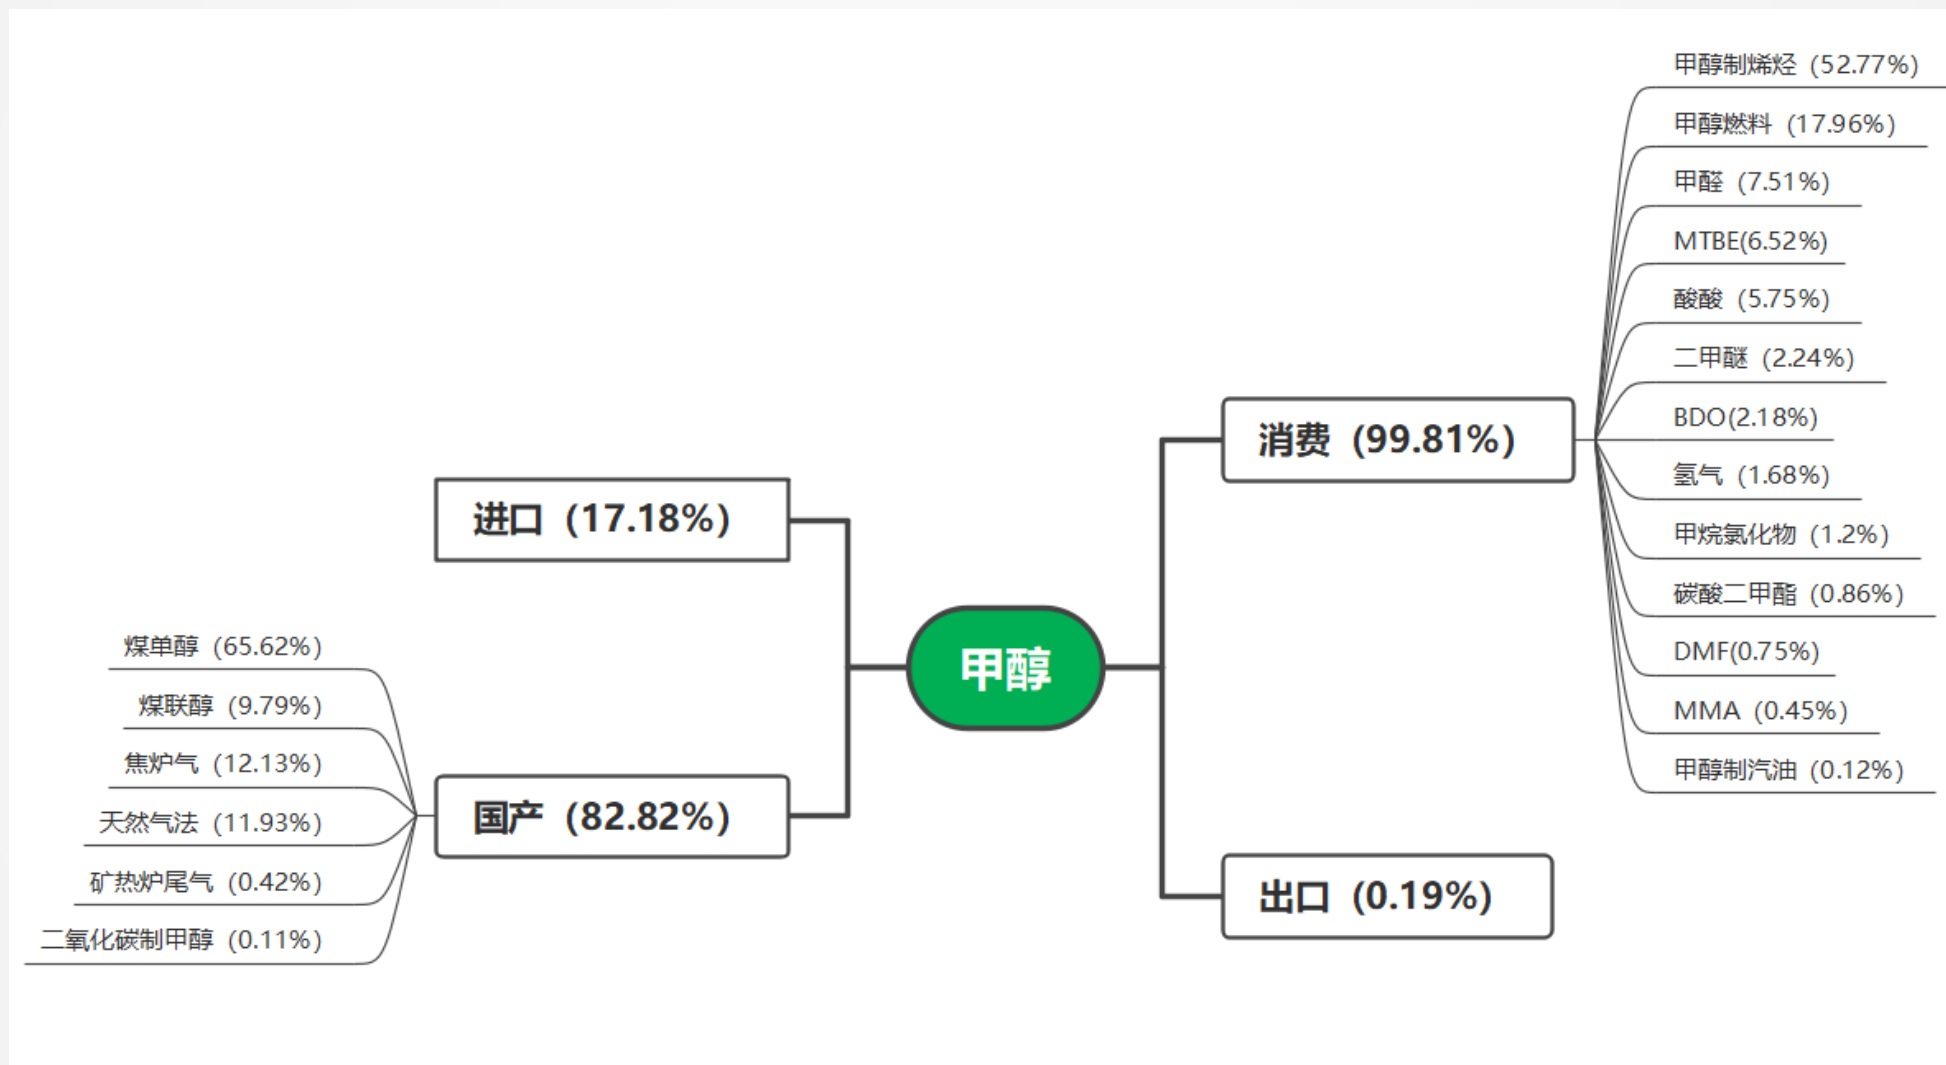 甲醇
进口（17.18%）
国产（82.82%）
煤单醇（65.62%）
煤联醇（9.79%）
焦炉气（12.13%）
天然气法（11.93%）
矿热炉尾气（0.42%）
二氧化碳制甲醇（0.11%）
消费（99.81%）
甲醇制烯烃（52.77%）
甲醇燃料（17.96%）
甲醛（7.51%）
MTBE(6.52%)
酸酸（5.75%）
二甲醚（2.24%）
BDO(2.18%)
氢气（1.68%）
甲烷氯化物（1.2%）
碳酸二甲酯（0.86%）
DMF(0.75%)
MMA（0.45%）
甲醇制汽油（0.12%）
出口（0.19%）